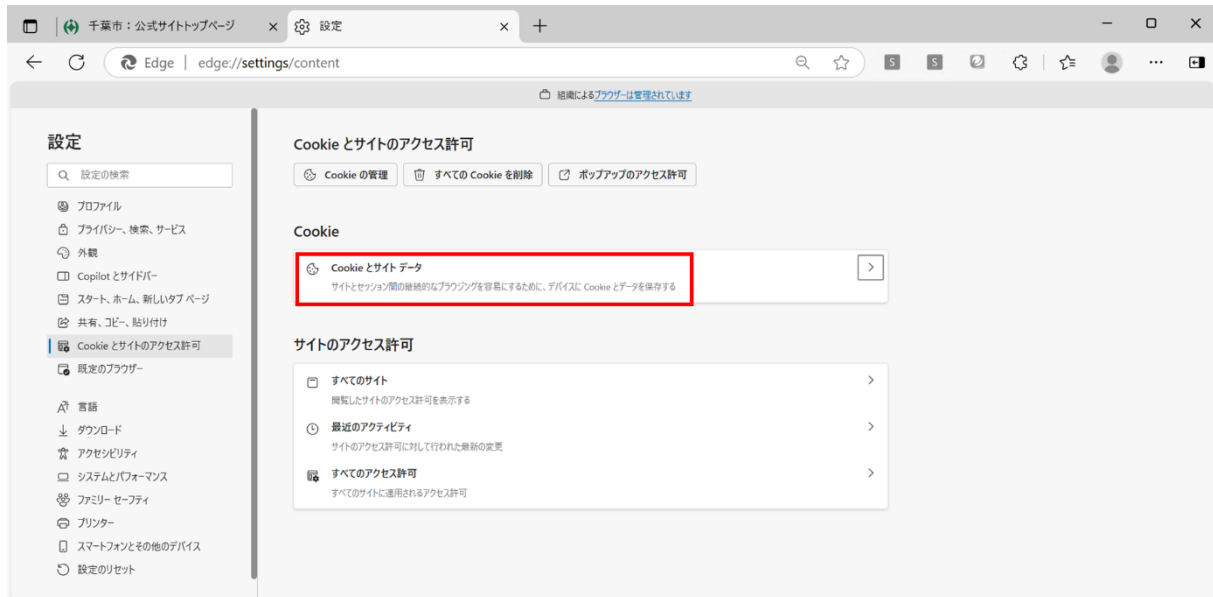 千葉市：公式サイトトップページ
設定
Edge edge://settings/content
S S
組織によるブラウザーは管理されています
設定
設定の検索
プロファイル
プライバシー、検索、サービス
外観
Copilot とサイドバー
スタート、ホーム、新しいタブ ページ
共有、コピー、貼り付け
Cookie とサイトのアクセス許可
既定のブラウザー
言語
ダウンロード
アクセシビリティ
システムとパフォーマンス
ファミリー セーフティ
プリンター
スマートフォンとその他のデバイス
設定のリセット
Cookie とサイトのアクセス許可
Cookie の管理 すべての Cookie を削除 ポップアップのアクセス許可
Cookie
Cookie とサイト データ
サイトとセッション間の継続的なブラウジングを容易にするために、デバイスに Cookie とデータを保存する
サイトのアクセス許可
すべてのサイト
閲覧したサイトのアクセス許可を表示する
最近のアクティビティ
サイトのアクセス許可に対して行われた最新の変更
すべてのアクセス許可
すべてのサイトに適用されるアクセス許可